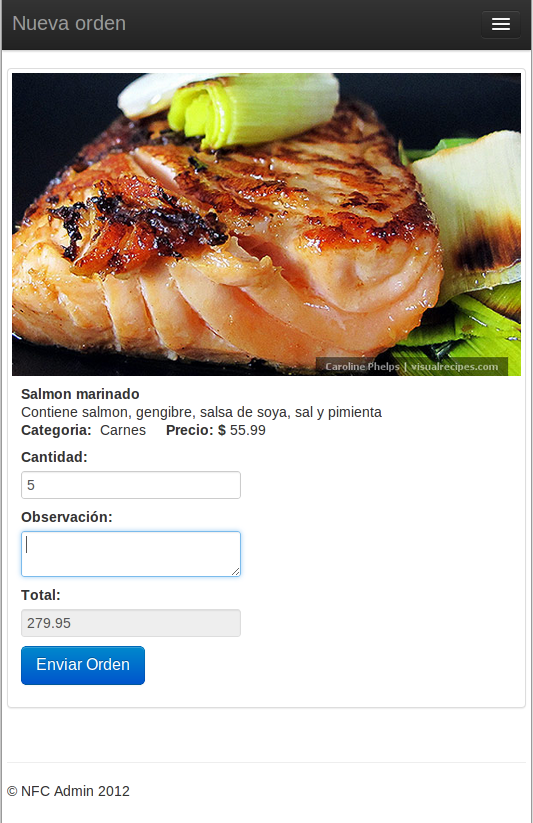 Nueva orden
Caroline Phelps | visualrecipes.com
Salmon marinado
Contiene salmon, gengibre, salsa de soya, sal y pimienta
Categoria: Carnes Precio: $ 55.99
Cantidad:
5
Observación:
Total:
279.95
Enviar Orden
© NFC Admin 2012